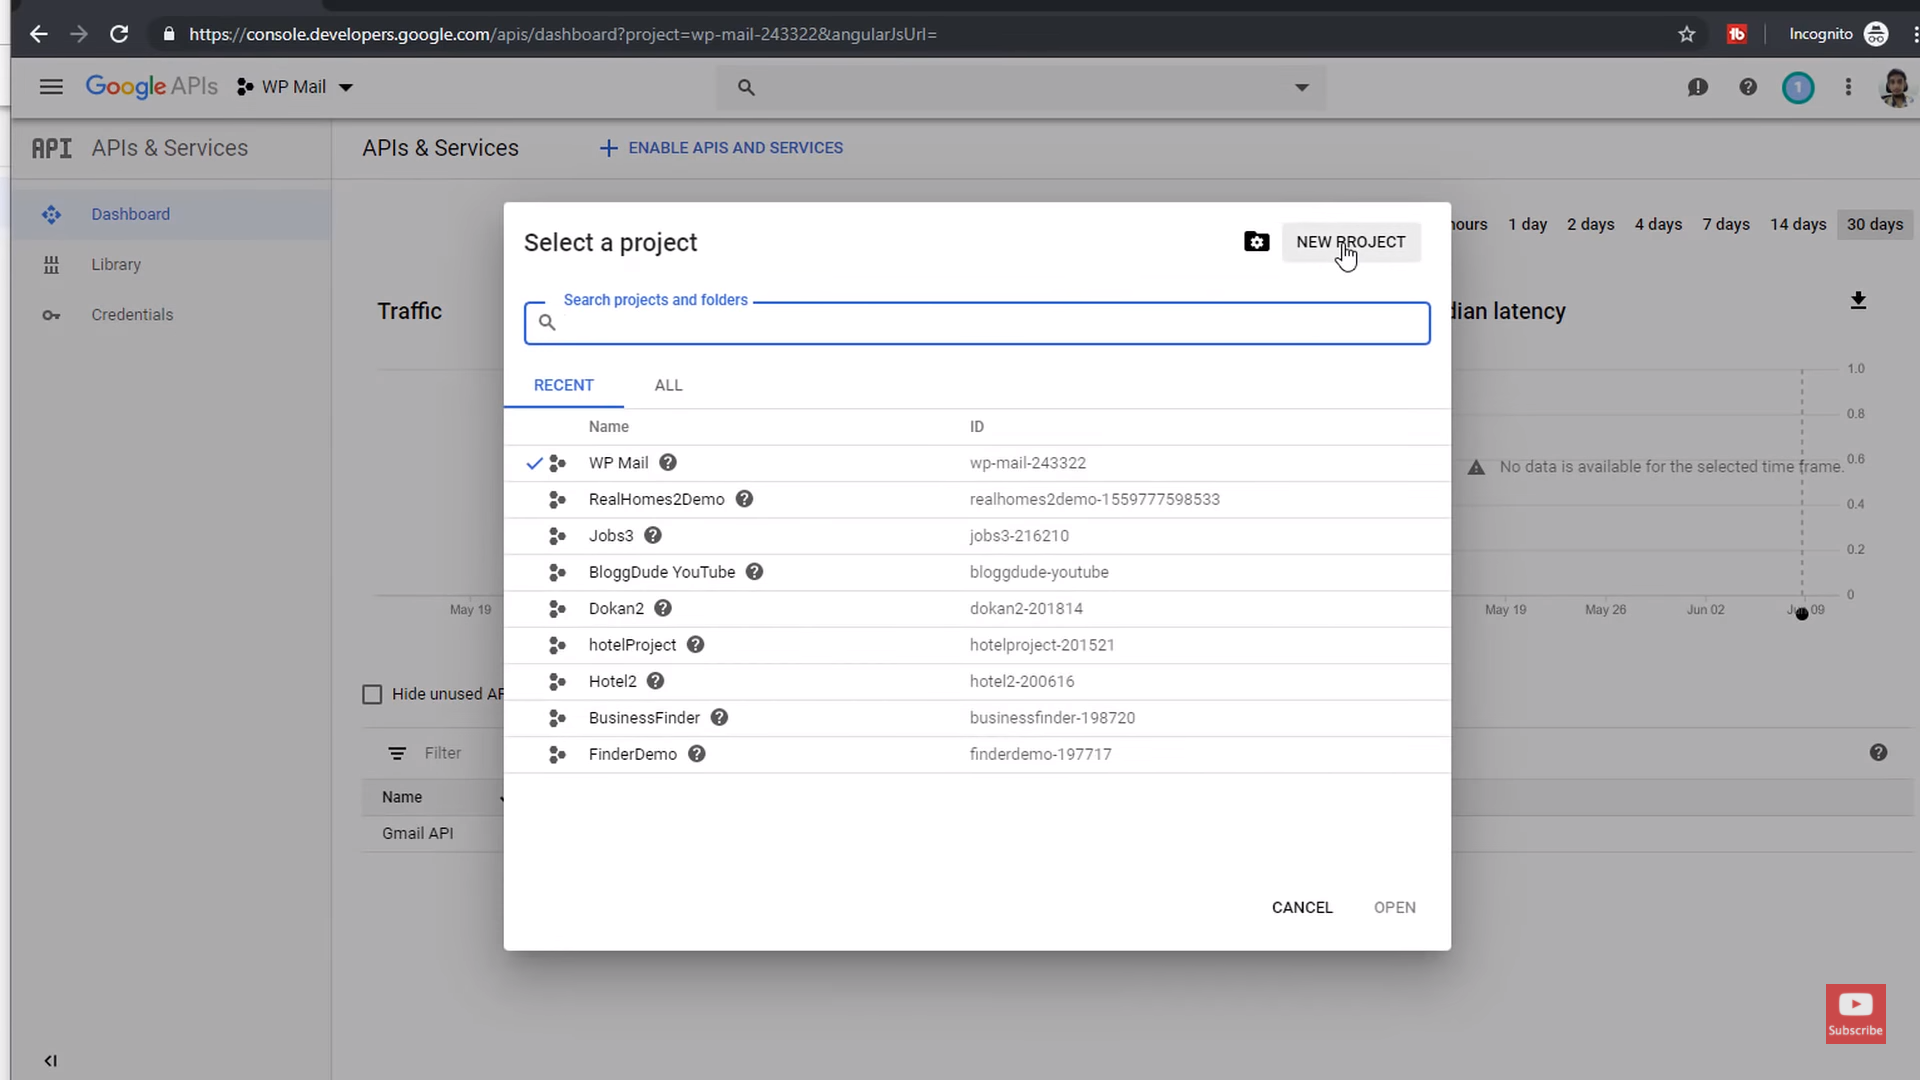 https://console.developers.google.com/apis/dashboard?project=wp-mail-243322&angularJsUrl=
Incognito
Google APIs
WP Mail
1
API APIs & Services
APIs & Services
ENABLE APIS AND SERVICES
Dashboard
Library
Credentials
ours 1 day 2 days 4 days 7 days 14 days 30 days
Traffic
dian latency
Select a project
NEW PROJECT
Search projects and folders
RECENT ALL
Name ID
WP Mail wp-mail-243322
RealHomes2Demo realhomes2demo-1559777598533
Jobs3 jobs3-216210
BloggDude YouTube bloggdude-youtube
Dokan2 dokan2-201814
hotelProject hotelproject-201521
Hotel2 hotel2-200616
BusinessFinder businessfinder-198720
FinderDemo finderdemo-197717
CANCEL OPEN
1.0
0.8
0.6
0.4
0.2
0
No data is available for the selected time frame.
May 19
May 19 May 26 Jun 02 Jun 09
Hide unused AP
Filter
Name
Gmail API
Subscribe